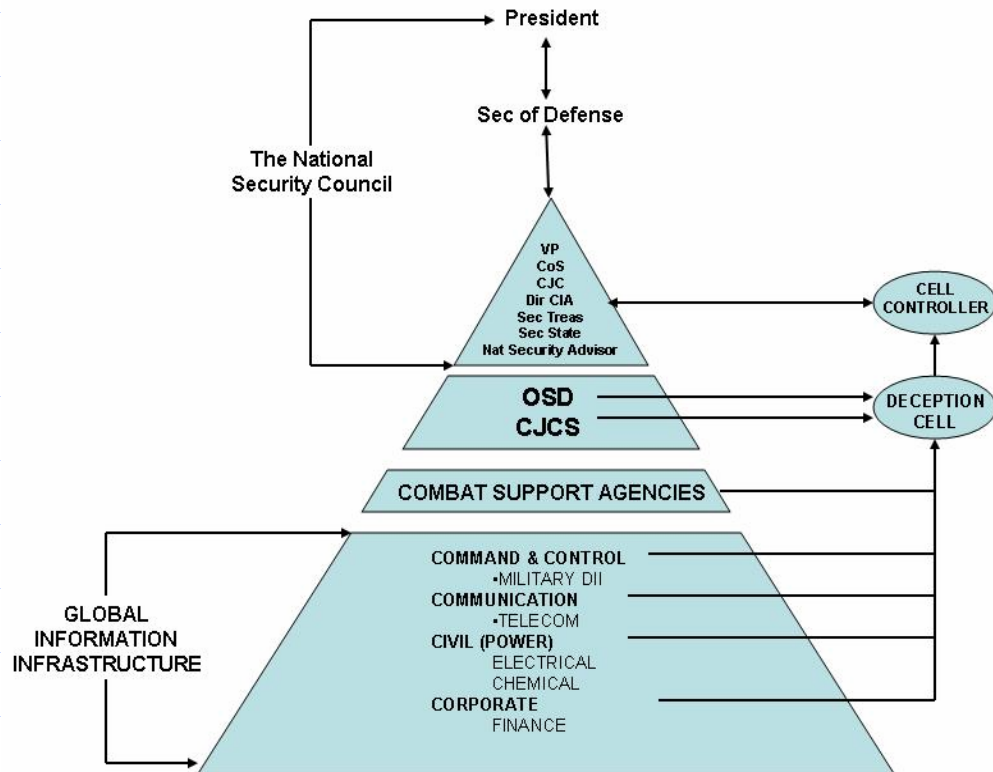 President
Sec of Defense
The National
Security Council
VP
CoS
CJC
Dir CIA
Sec Treas
Sec State
Nat Security Advisor
CELL
CONTROLLER
OSD
CJCS
DECEPTION
CELL
COMBAT SUPPORT AGENCIES
GLOBAL
INFORMATION
INFRASTRUCTURE
COMMAND & CONTROL
▪MILITARY DII
COMMUNICATION
▪TELECOM
CIVIL (POWER)
ELECTRICAL
CHEMICAL
CORPORATE
FINANCE